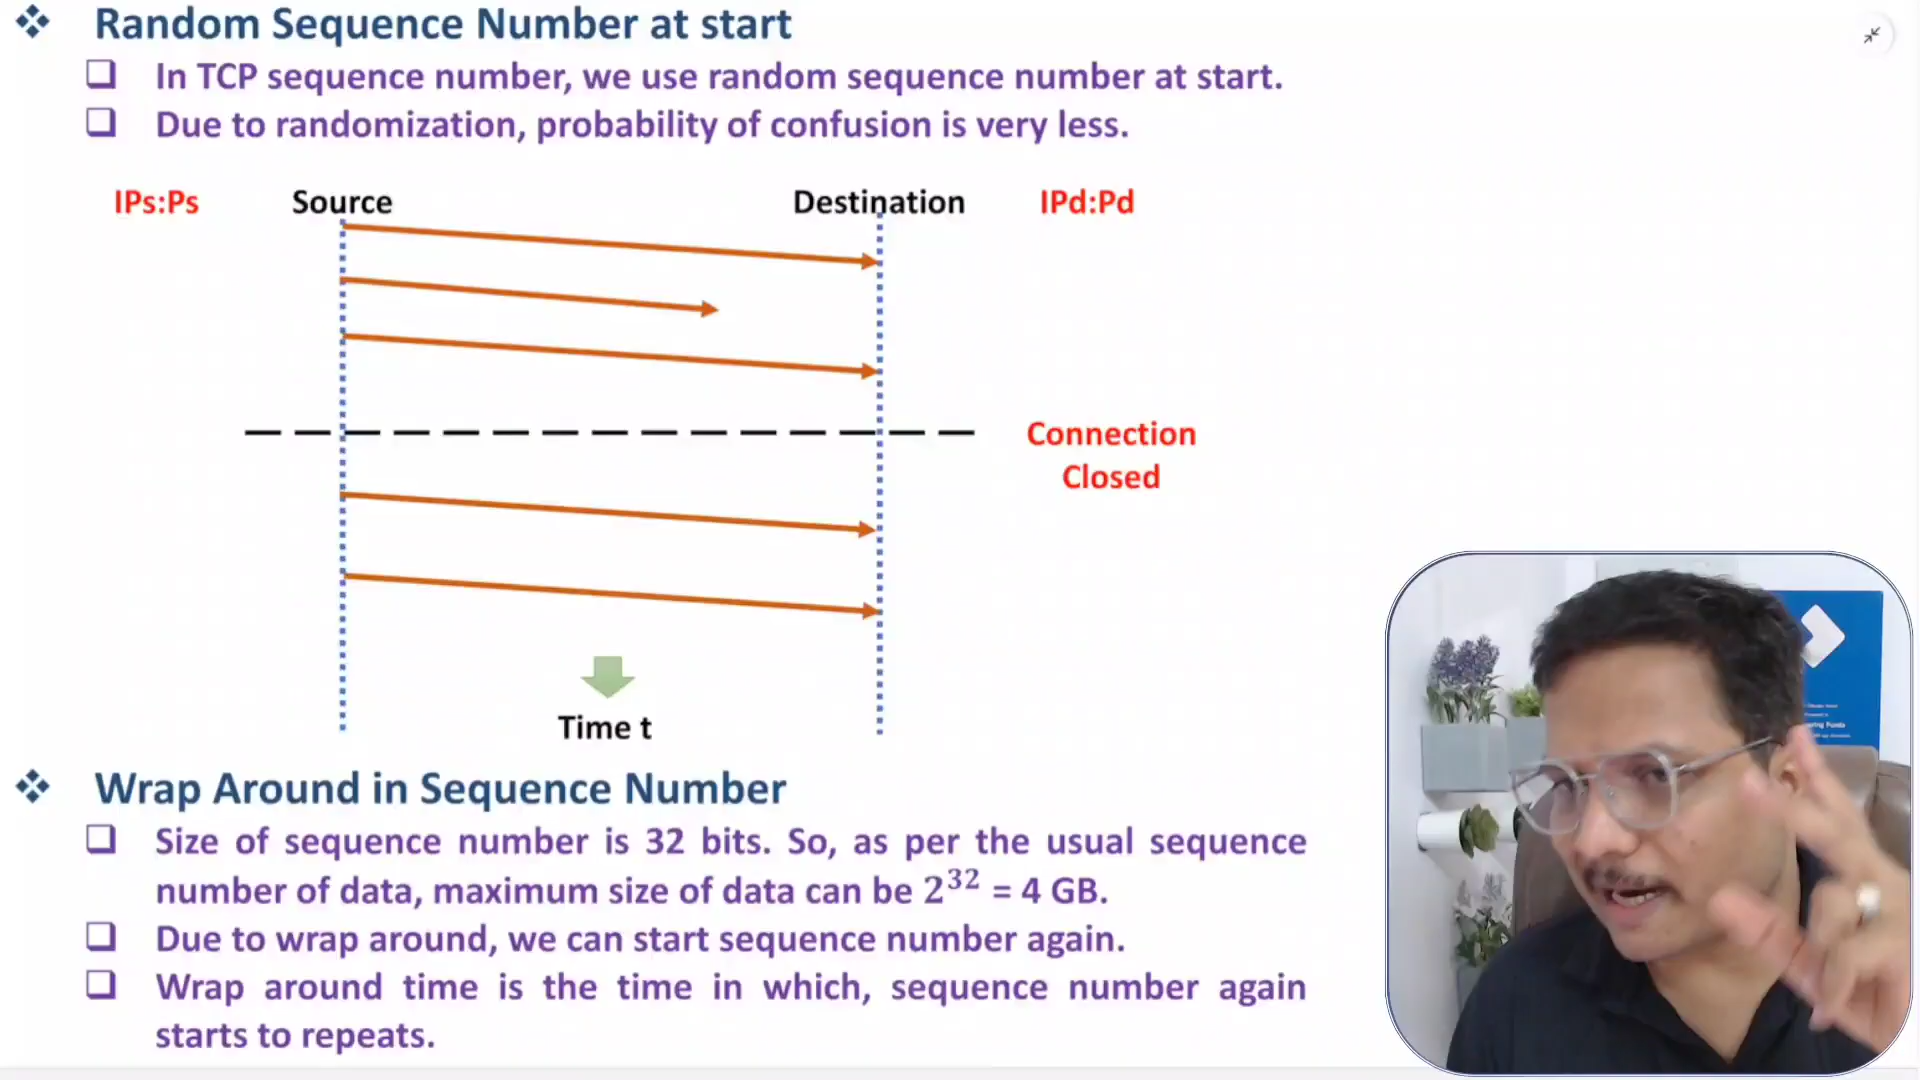 Random Sequence Number at start
In TCP sequence number, we use random sequence number at start.
Due to randomization, probability of confusion is very less.
IPs:Ps Source Destination IPd:Pd
Connection
Closed
Time t
Wrap Around in Sequence Number
Size of sequence number is 32 bits. So, as per the usual sequence
number of data, maximum size of data can be 2³² = 4 GB.
Due to wrap around, we can start sequence number again.
Wrap around time is the time in which, sequence number again
starts to repeats.